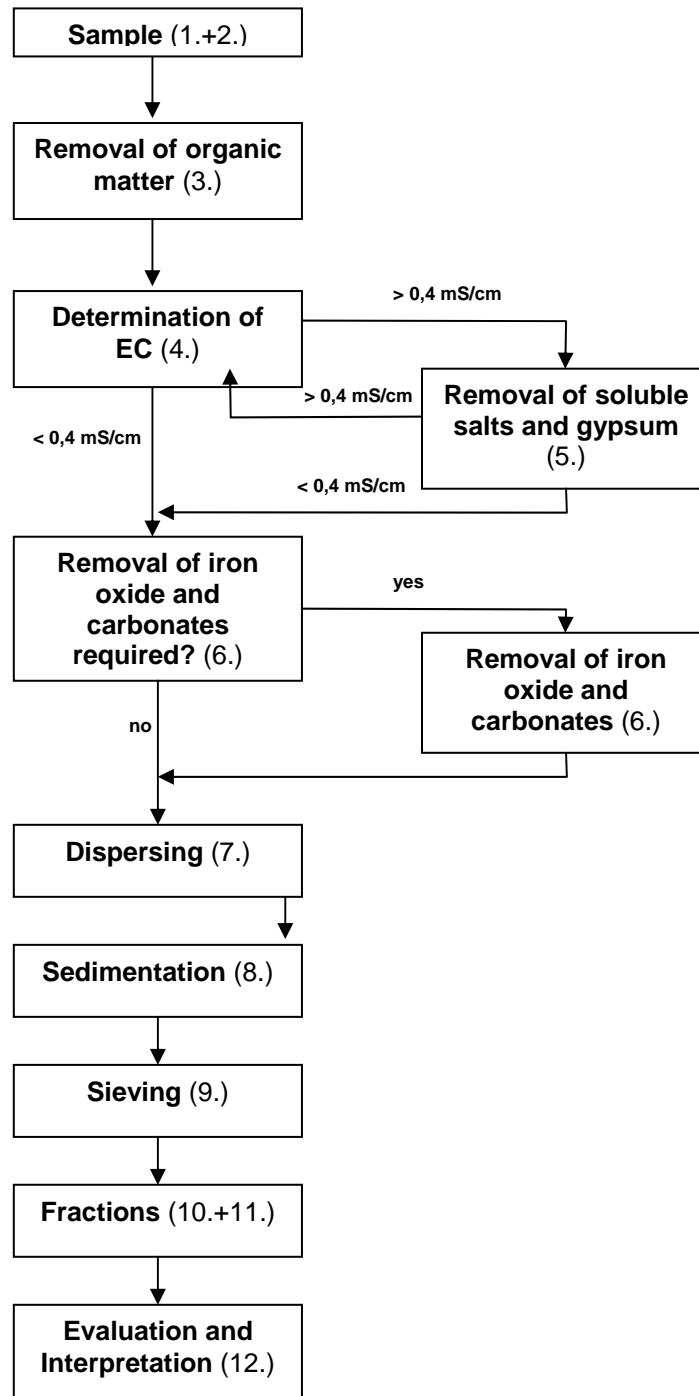 Sample (1.+2.)
Removal of organic
matter (3.)
> 0,4 mS/cm
Determination of
EC (4.)
> 0,4 mS/cm
Removal of soluble
salts and gypsum
(5.)
< 0,4 mS/cm
< 0,4 mS/cm
Removal of iron
oxide and
carbonates
required? (6.)
yes
Removal of iron
oxide and
carbonates (6.)
no
Dispersing (7.)
Sedimentation (8.)
Sieving (9.)
Fractions (10.+11.)
Evaluation and
Interpretation (12.)